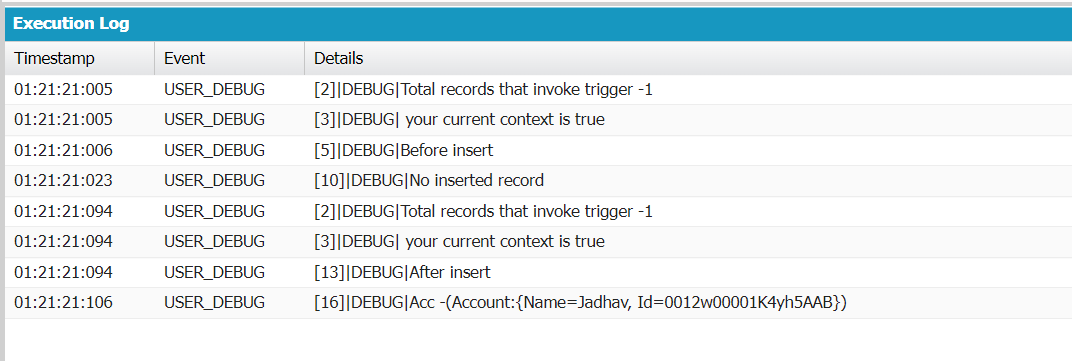 Execution Log
Timestamp Event Details
01:21:21:005 USER_DEBUG [2]|DEBUG|Total records that invoke trigger -1
01:21:21:005 USER_DEBUG [3]|DEBUG| your current context is true
01:21:21:006 USER_DEBUG [5]|DEBUG|Before insert
01:21:21:023 USER_DEBUG [10]|DEBUG|No inserted record
01:21:21:094 USER_DEBUG [2]|DEBUG|Total records that invoke trigger -1
01:21:21:094 USER_DEBUG [3]|DEBUG| your current context is true
01:21:21:094 USER_DEBUG [13]|DEBUG|After insert
01:21:21:106 USER_DEBUG [16]|DEBUG|Acc -(Account:{Name=Jadhav, Id=0012w00001K4yh5AAB})